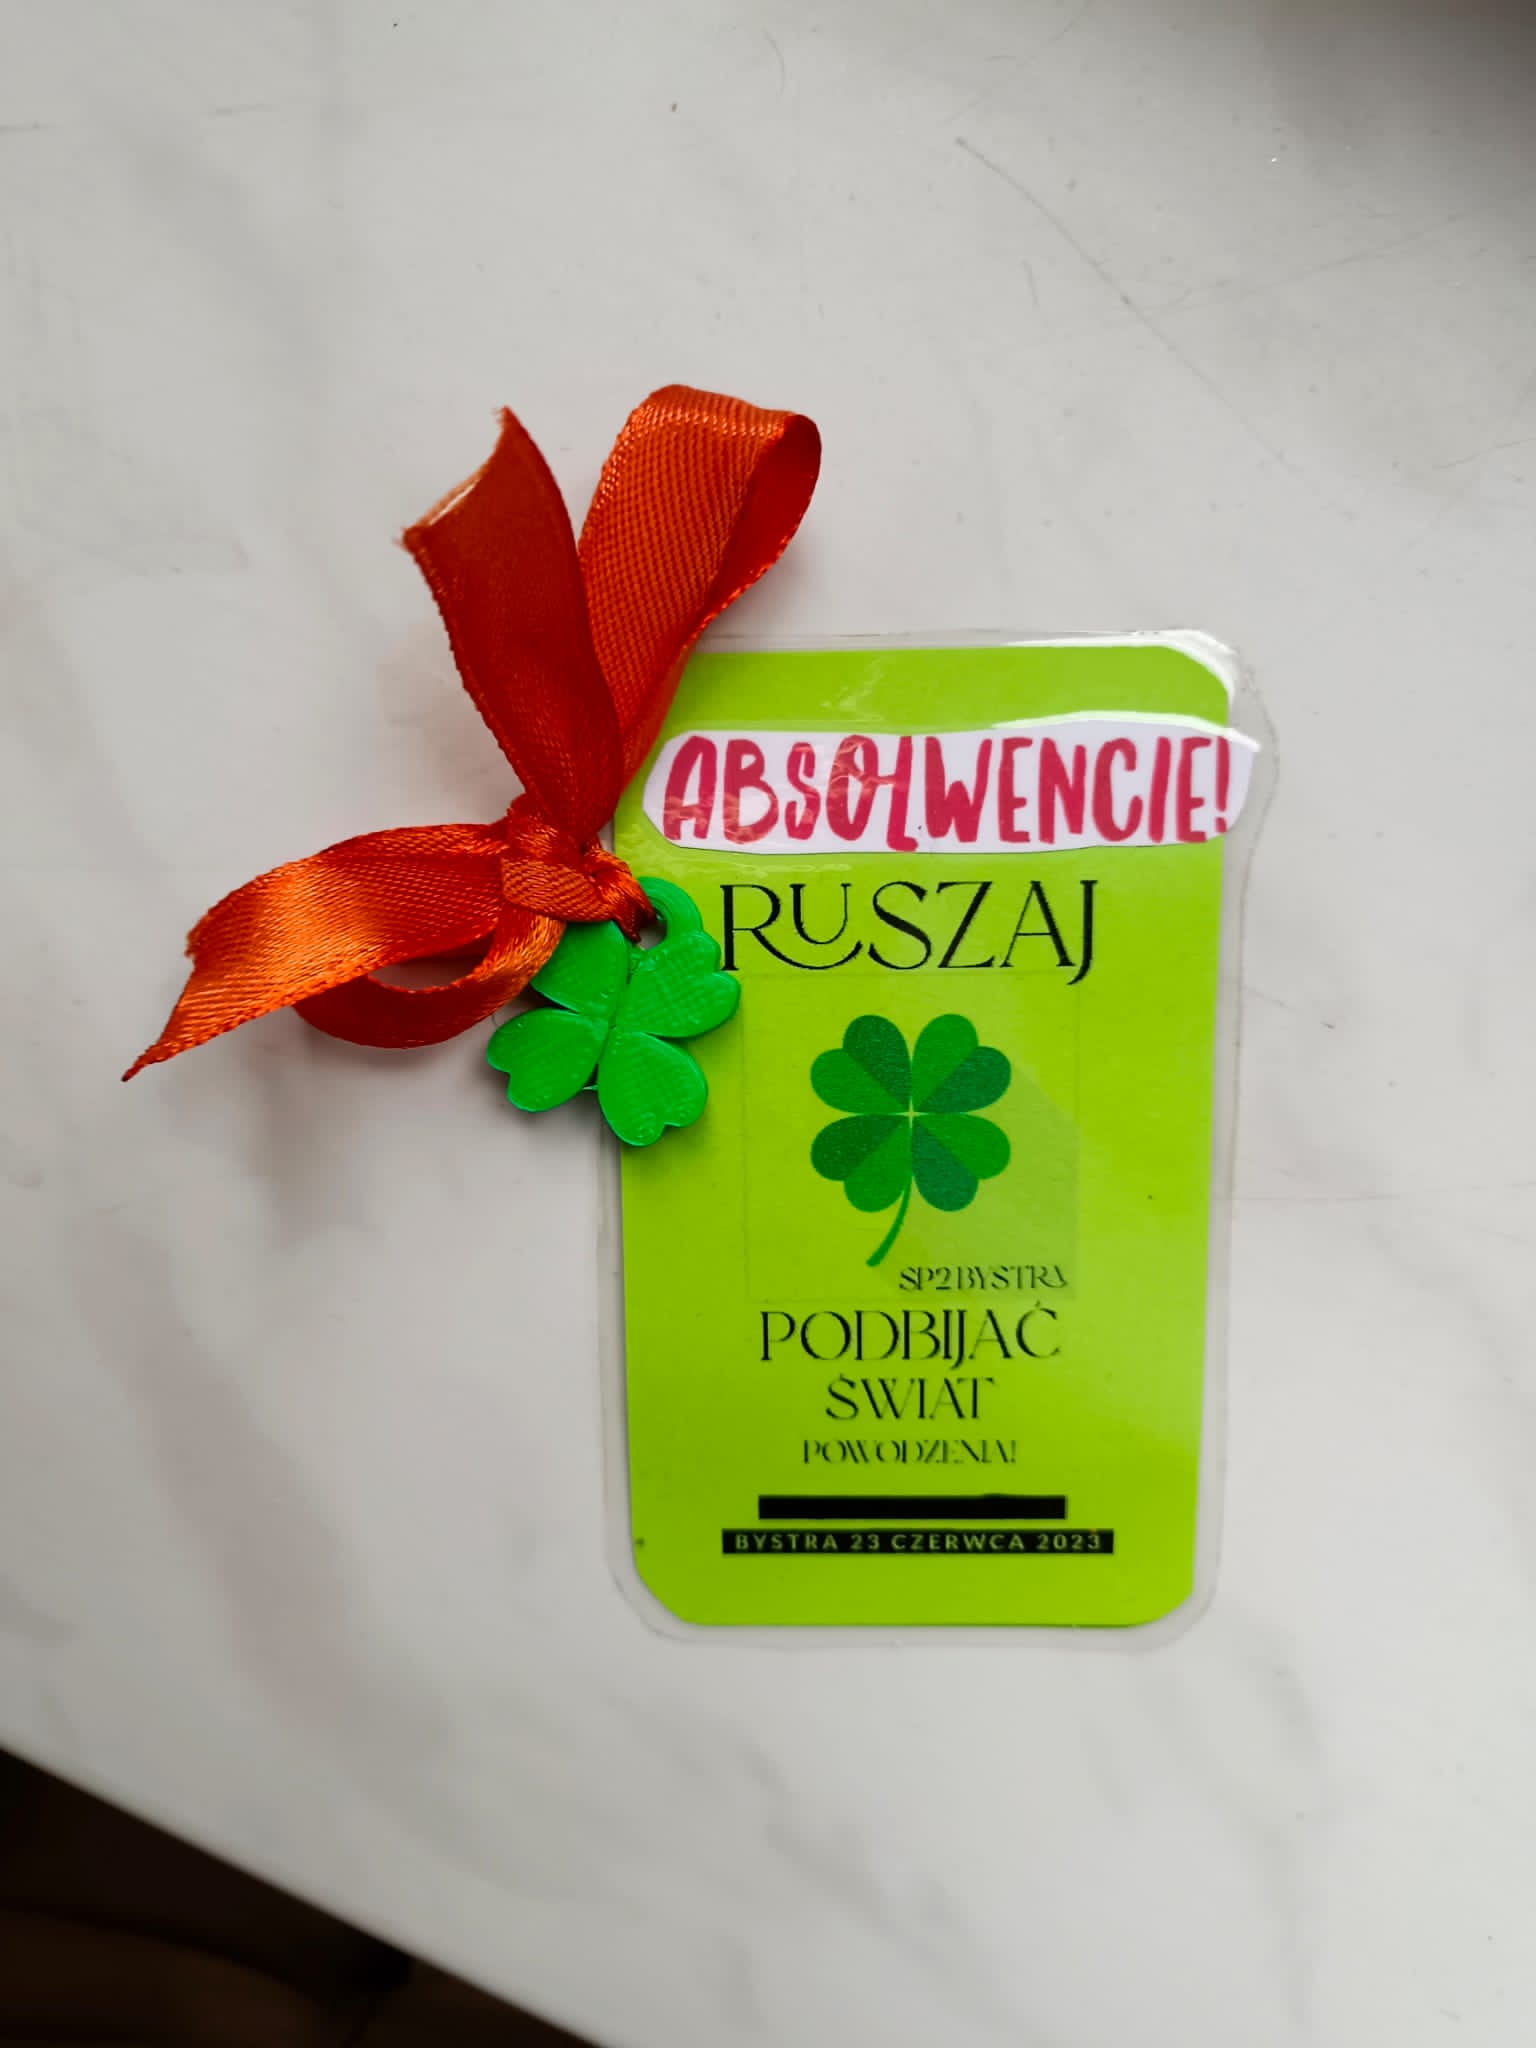 ABSOLWENCIE!
RUSZAJ
SP2 BYSTRA
PODBIJAĆ
ŚWIAT
POWODZENIA!
BYSTRA 23 CZERWCA 2023